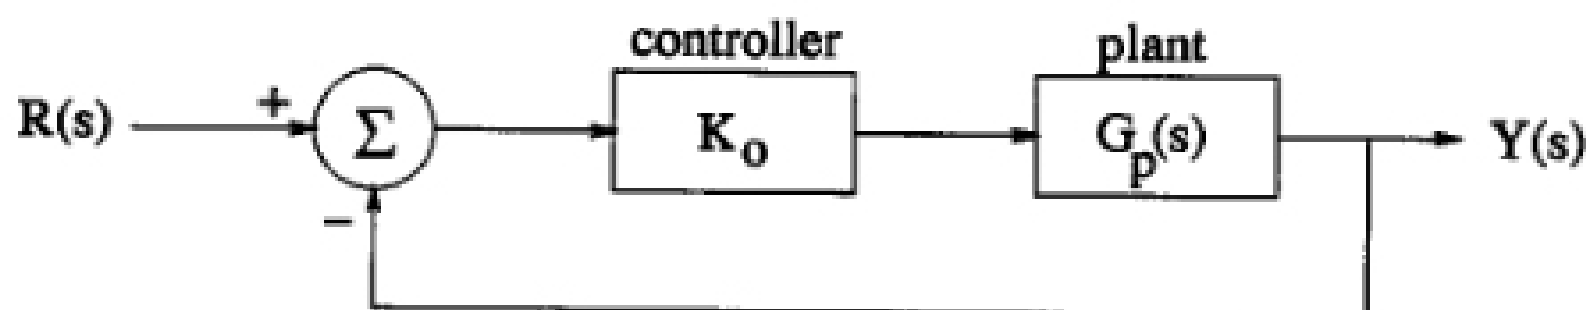 controller
plant
R(s)
+
Σ
K₀
Gₚ(s)
Y(s)
−